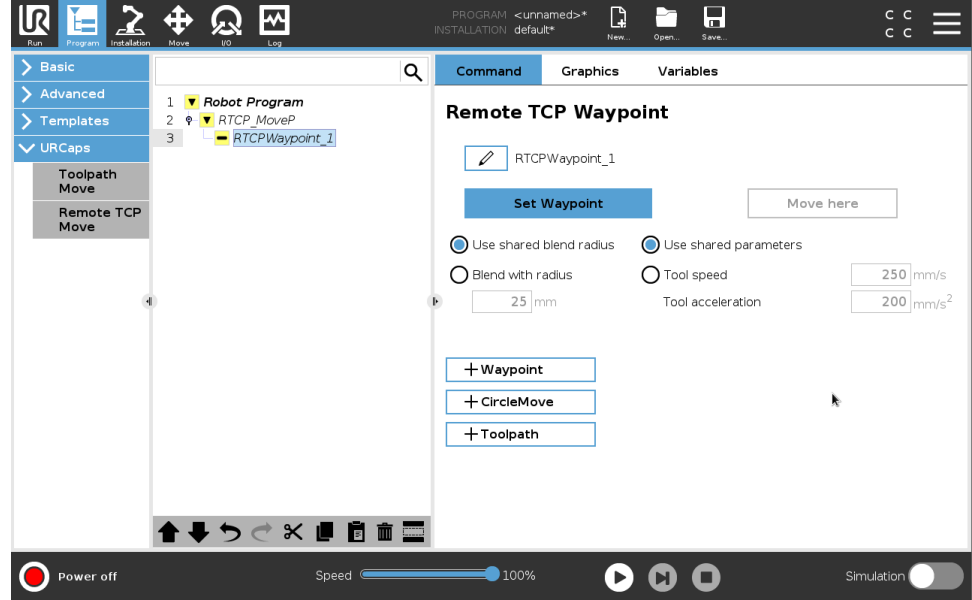 UR
PROGRAM <unnamed>*
INSTALLATION default*
C C
C C
Run Program Installation Move I/O Log
New... Open... Save...
Basic
Advanced
Templates
URCaps
Toolpath
Move
Remote TCP
Move
1 Robot Program
2 RTCP_MoveP
3 RTCPWaypoint_1
Command Graphics Variables
Remote TCP Waypoint
RTCPWaypoint_1
Set Waypoint Move here
Use shared blend radius Use shared parameters
Blend with radius Tool speed 250 mm/s
25 mm Tool acceleration 200 mm/s²
Waypoint
CircleMove
Toolpath
Power off Speed 100% Simulation